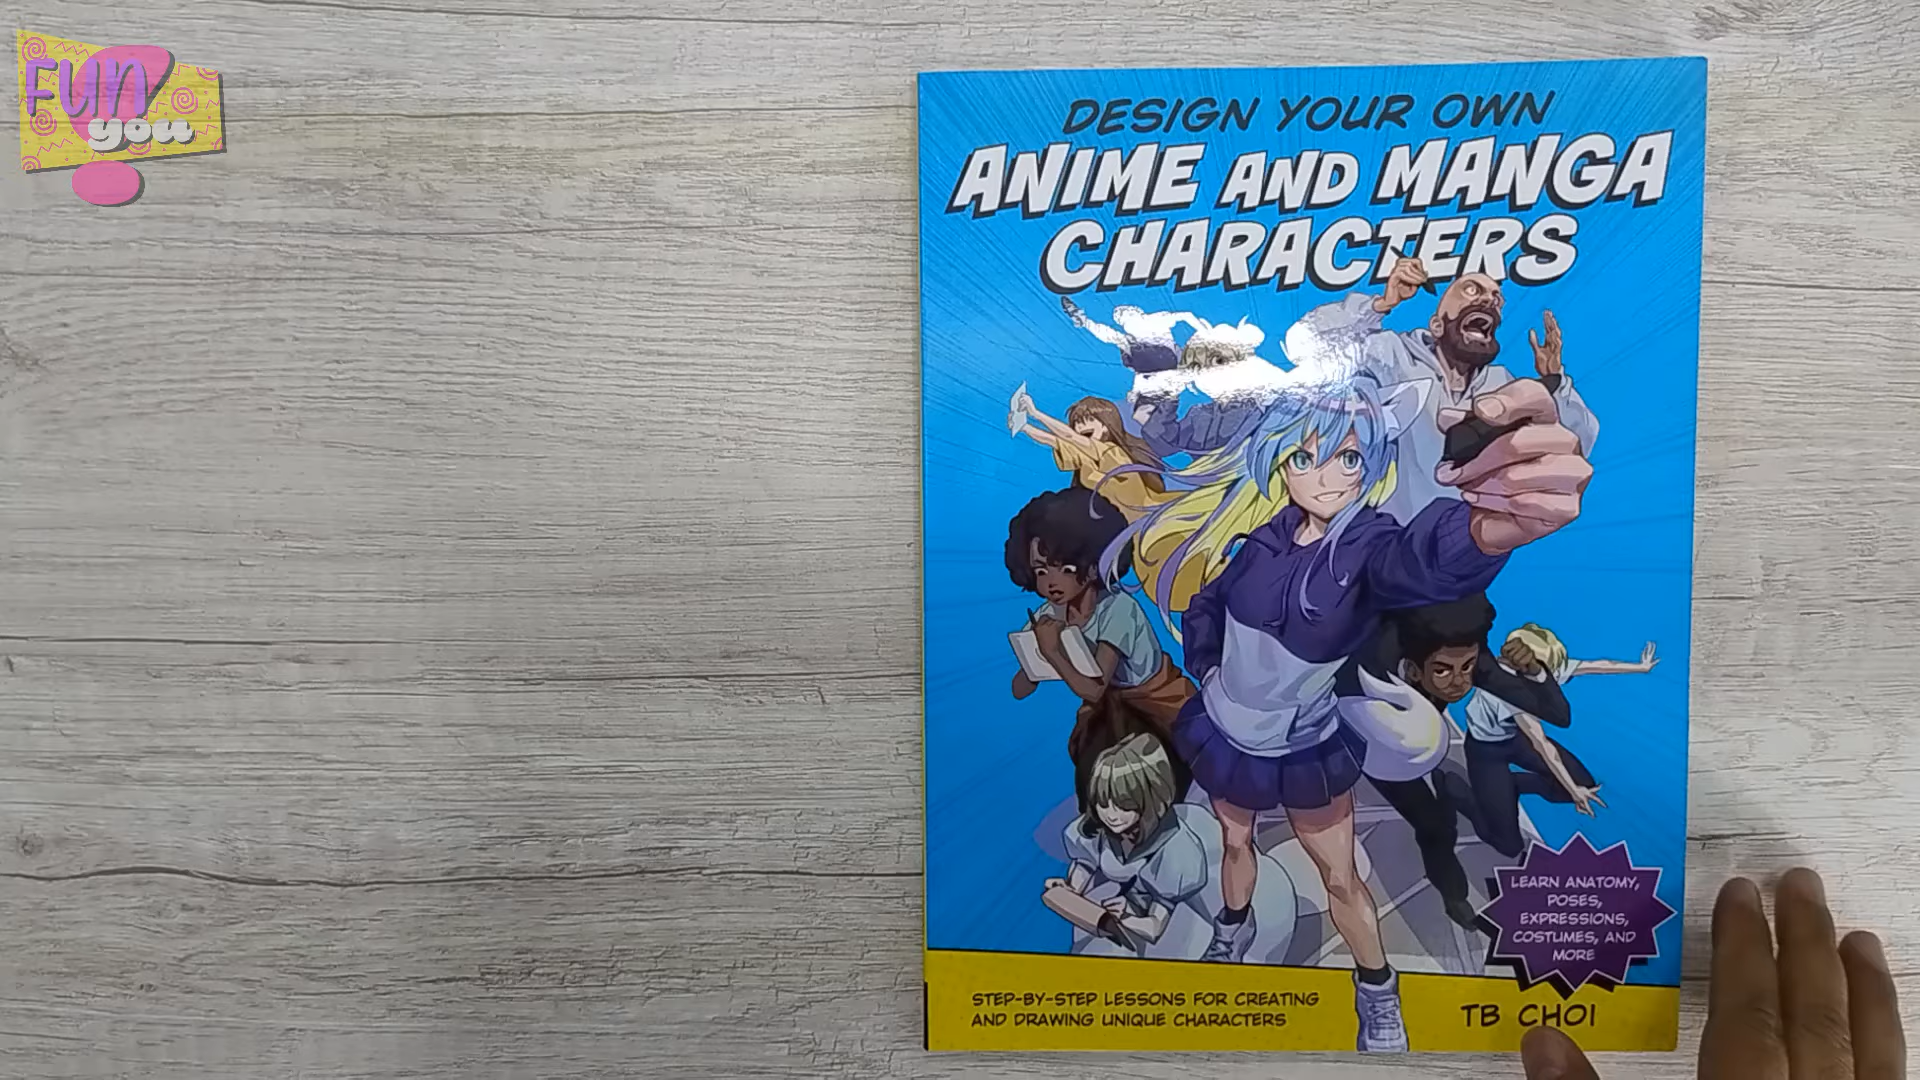 FUN
you
DESIGN YOUR OWN
ANIME AND MANGA
CHARACTERS
LEARN ANATOMY,
POSES,
EXPRESSIONS,
COSTUMES, AND
MORE
STEP-BY-STEP LESSONS FOR CREATING
AND DRAWING UNIQUE CHARACTERS
TB CHOI